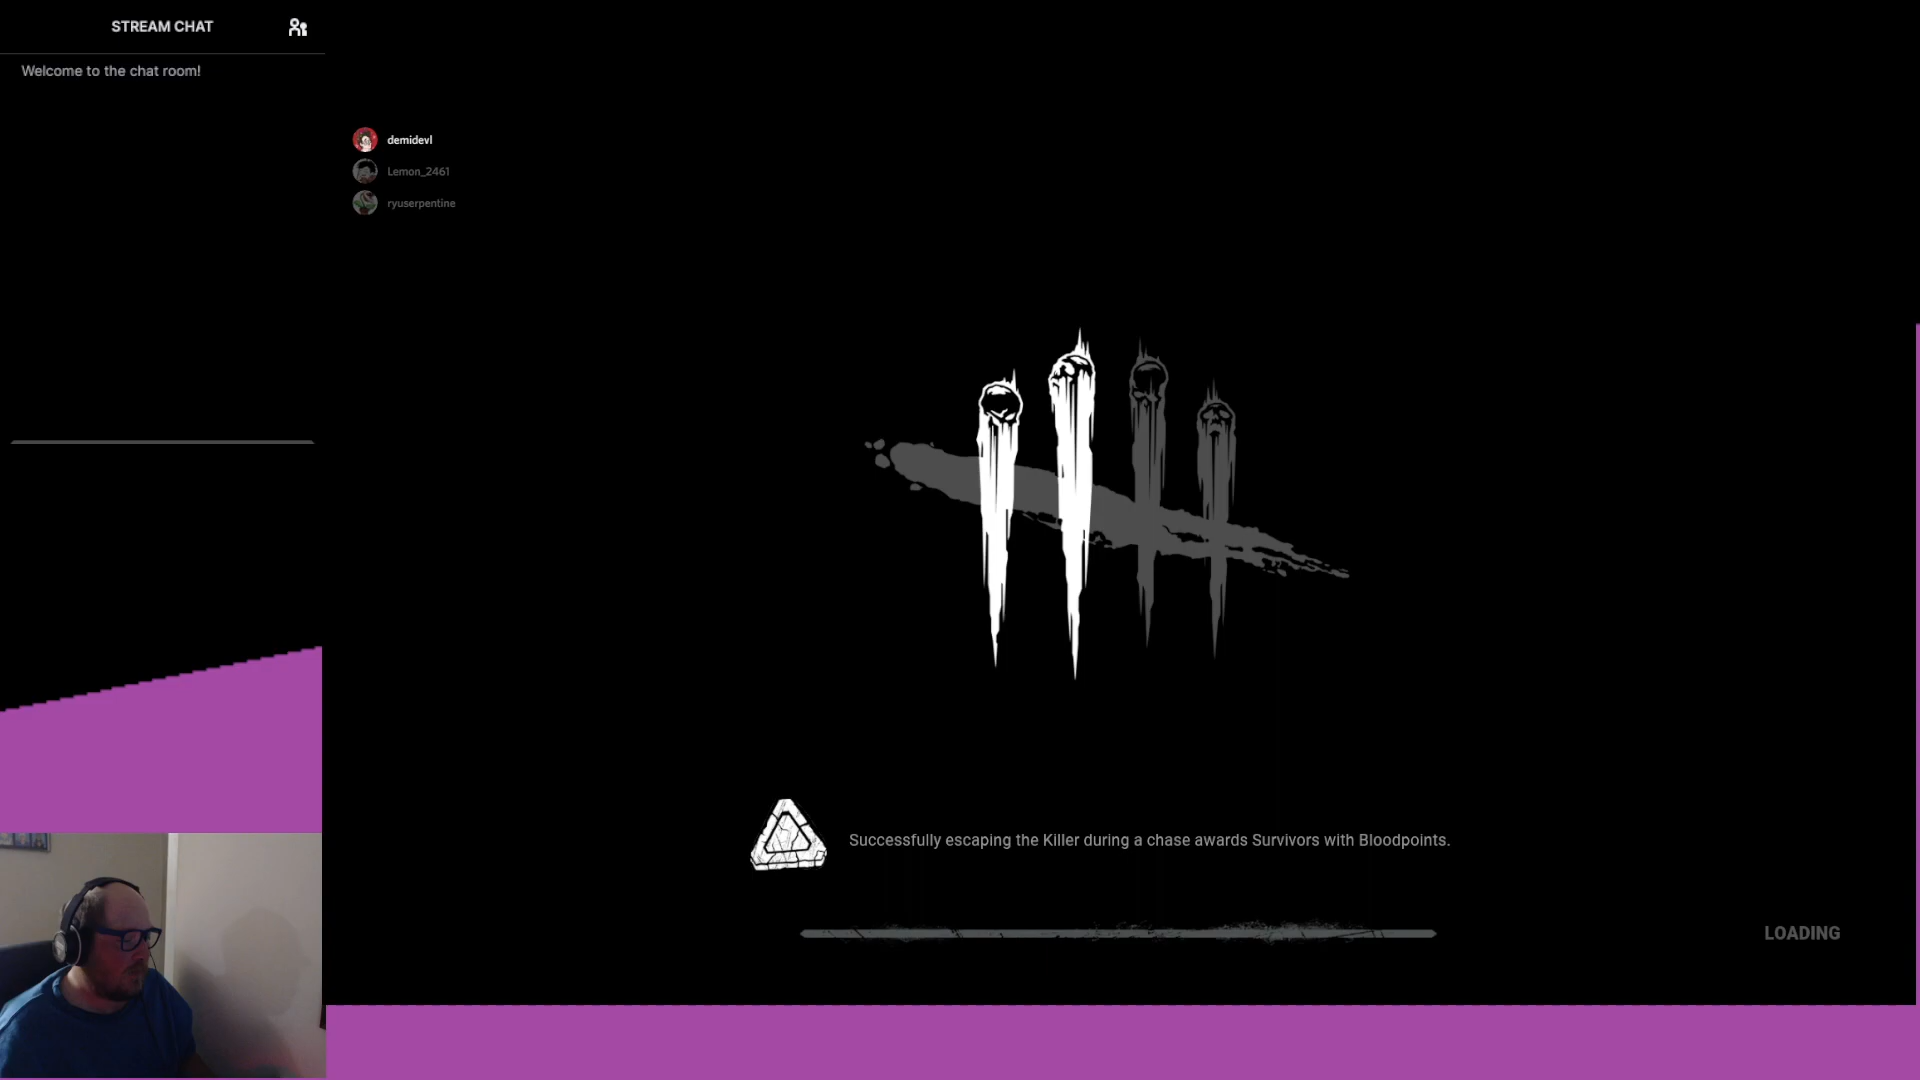 STREAM CHAT
Welcome to the chat room!
demidevl
Lemon_2461
ryuserpentine
Successfully escaping the Killer during a chase awards Survivors with Bloodpoints.
LOADING